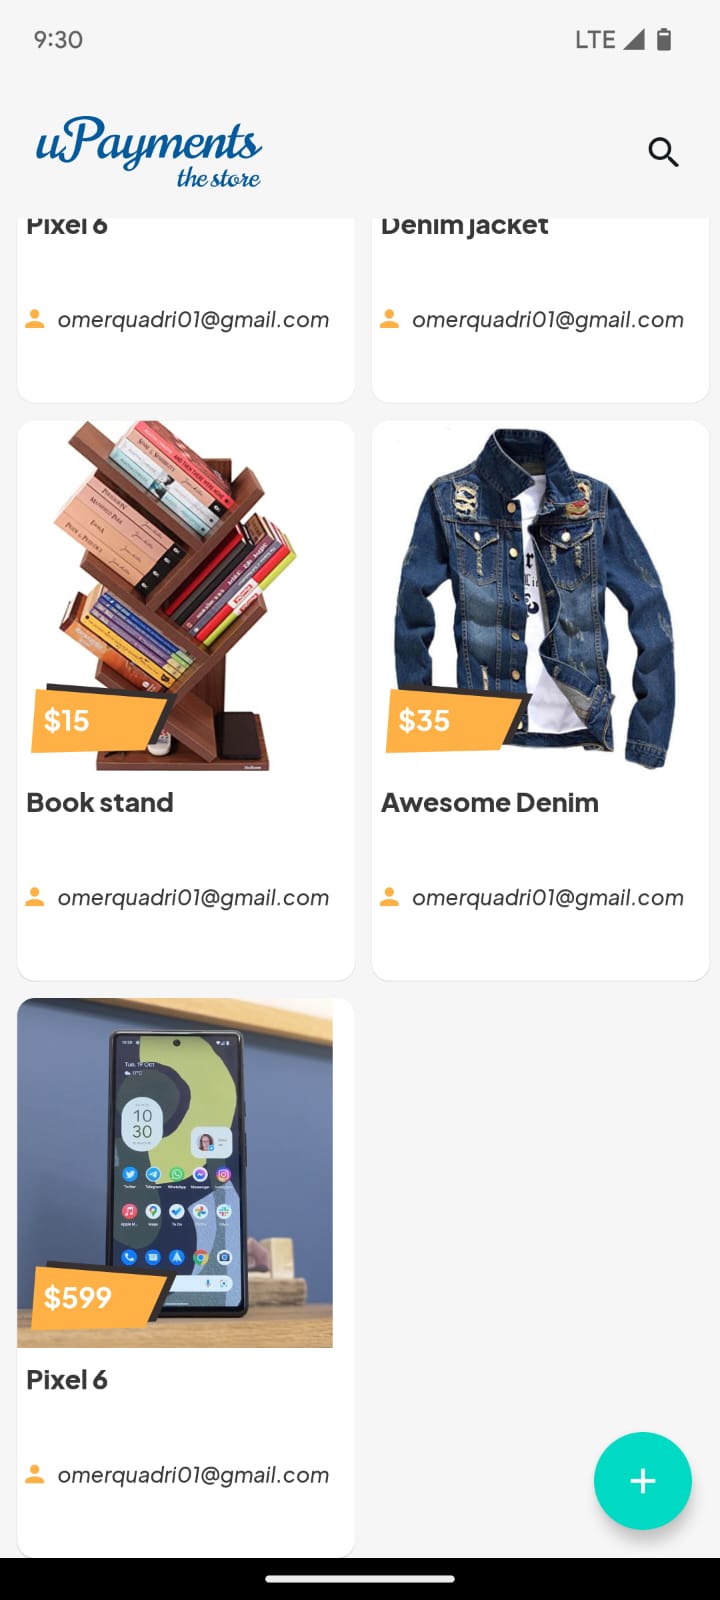 9:30
LTE
uPayments
the store
Pixel 6
Denim jacket
omerquadri01@gmail.com
omerquadri01@gmail.com
$15
$35
Book stand
Awesome Denim
omerquadri01@gmail.com
omerquadri01@gmail.com
10
30
$599
Pixel 6
omerquadri01@gmail.com